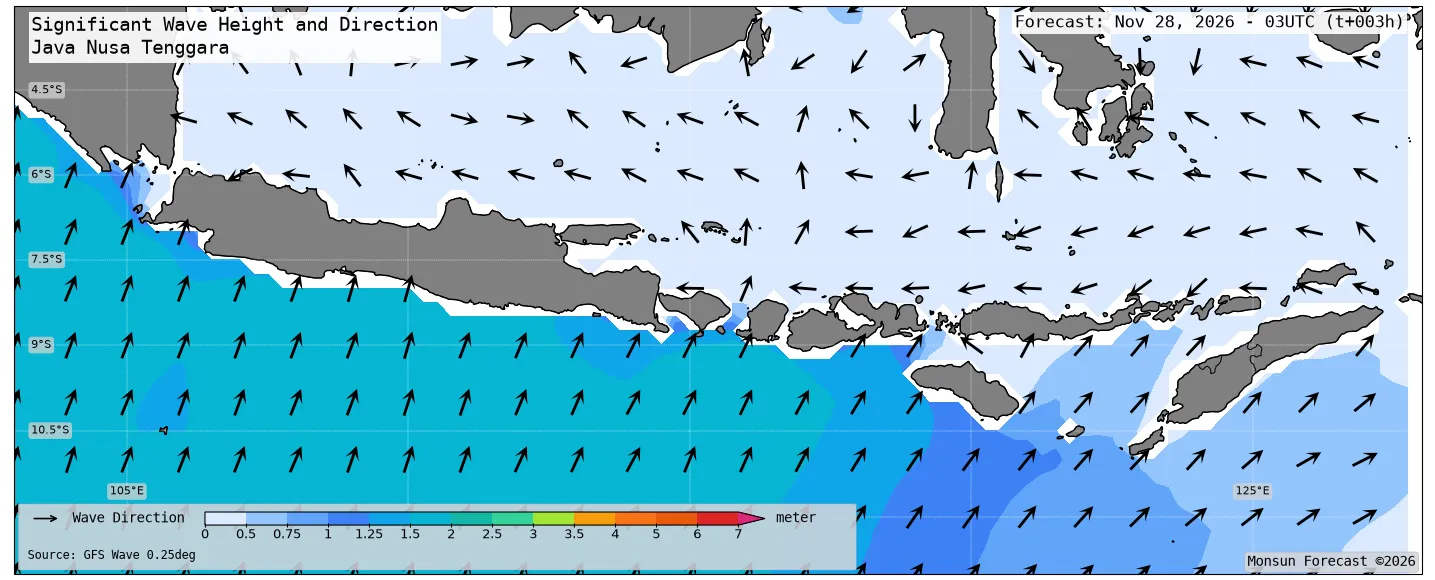 Significant Wave Height and Direction
Java Nusa Tenggara
Forecast: Nov 28, 2026 - 03UTC (t+003h)
4.5°S
6°S
7.5°S
9°S
10.5°S
105°E
125°E
Wave Direction
meter
0 0.5 0.75 1 1.25 1.5 2 2.5 3 3.5 4 5 6 7
Source: GFS Wave 0.25deg
Monsun Forecast ©2026